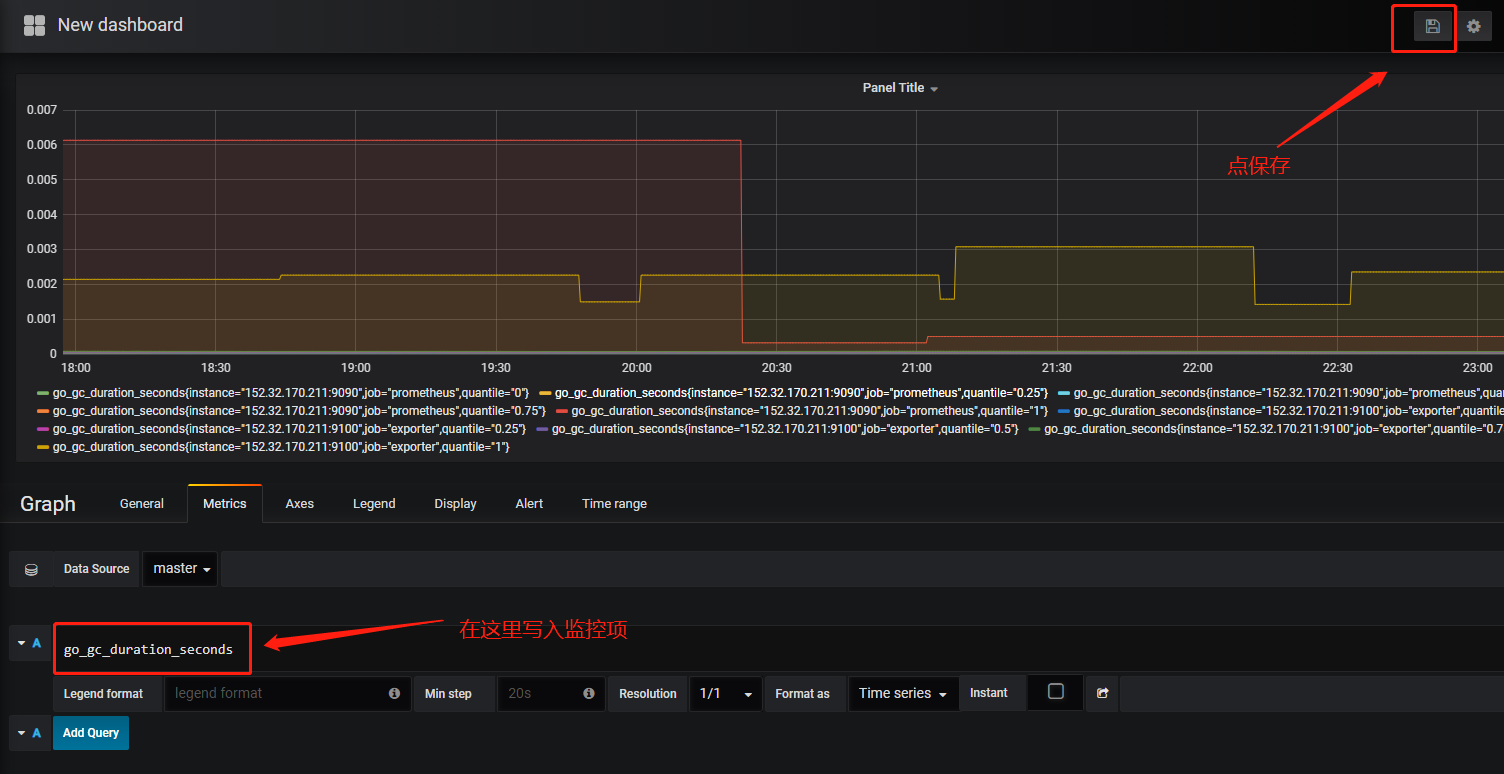 New dashboard
Panel Title
点保存
0.007
0.006
0.005
0.004
0.003
0.002
0.001
0
18:00 18:30 19:00 19:30 20:00 20:30 21:00 21:30 22:00 22:30 23:00
go_gc_duration_seconds{instance="152.32.170.211:9090",job="prometheus",quantile="0"} go_gc_duration_seconds{instance="152.32.170.211:9090",job="prometheus",quantile="0.25"} go_gc_duration_seconds{instance="152.32.170.211:9090",job="prometheus",quar
go_gc_duration_seconds{instance="152.32.170.211:9090",job="prometheus",quantile="0.75"} go_gc_duration_seconds{instance="152.32.170.211:9090",job="prometheus",quantile="1"} go_gc_duration_seconds{instance="152.32.170.211:9100",job="exporter",quantile
go_gc_duration_seconds{instance="152.32.170.211:9100",job="exporter",quantile="0.25"} go_gc_duration_seconds{instance="152.32.170.211:9100",job="exporter",quantile="0.5"} go_gc_duration_seconds{instance="152.32.170.211:9100",job="exporter",quantile="0.7
go_gc_duration_seconds{instance="152.32.170.211:9100",job="exporter",quantile="1"}
Graph General Metrics Axes Legend Display Alert Time range
Data Source master
在这里写入监控项
A go_gc_duration_seconds
Legend format legend format Min step 20s Resolution 1/1 Format as Time series Instant
A Add Query